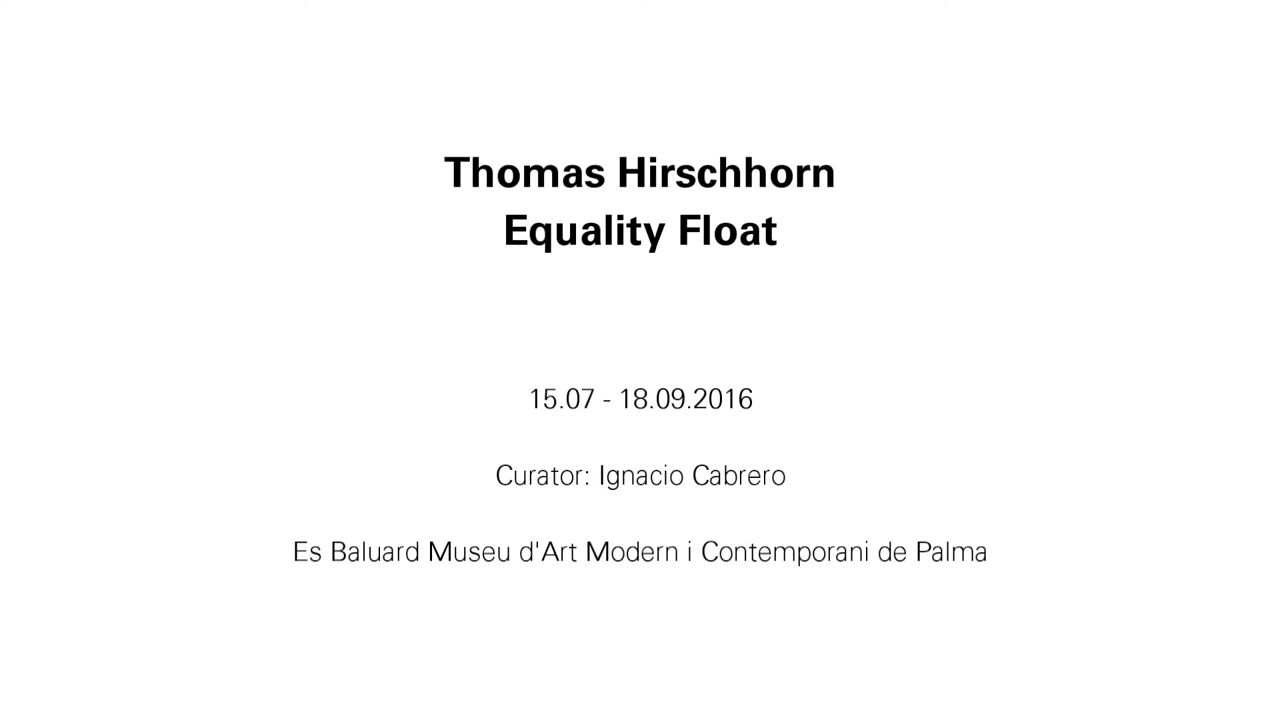 Thomas Hirschhorn
Equality Float
15.07 - 18.09.2016
Curator: Ignacio Cabrero
Es Baluard Museu d'Art Modern i Contemporani de Palma